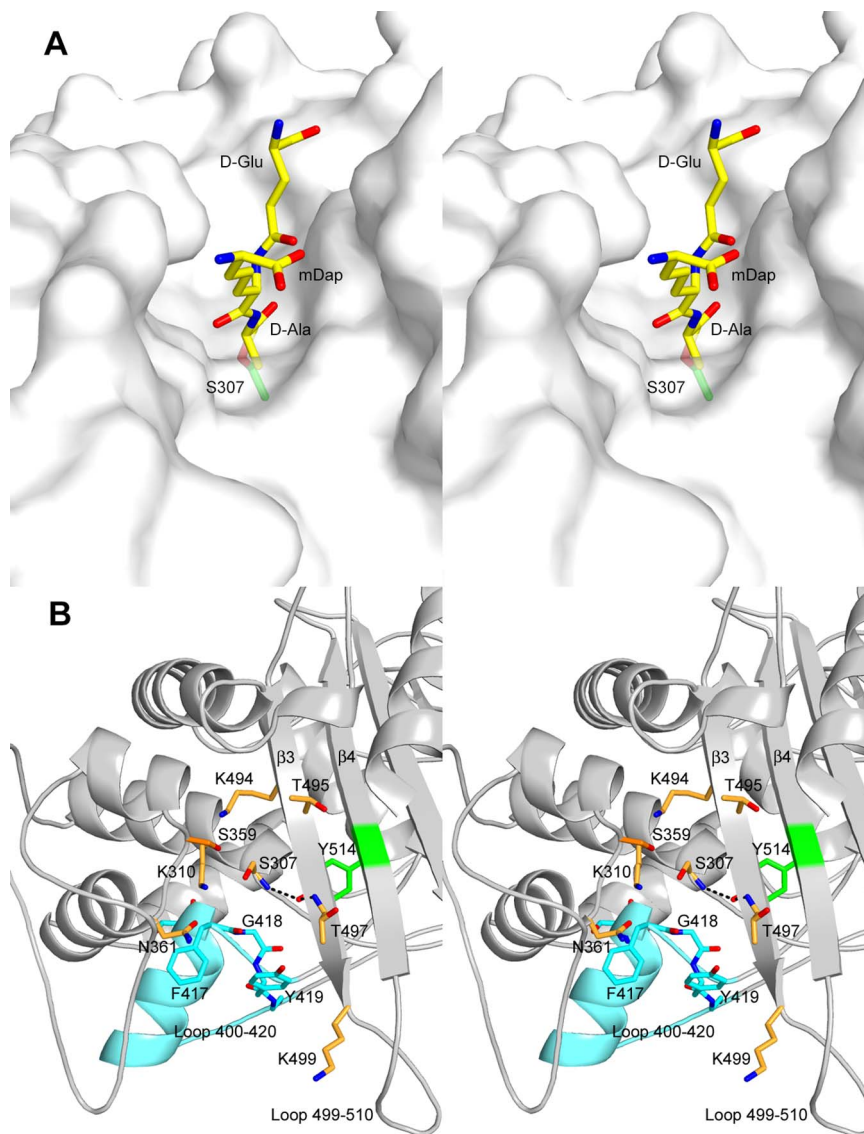 A
D-Glu
D-Glu
mDap
mDap
D-Ala
D-Ala
S307
S307
B
β3
β4
β3
β4
K494
T495
K494
T495
S359
S359
S307
Y514
S307
Y514
K310
K310
G418
T497
G418
T497
N361
N361
F417
Y419
F417
Y419
Loop 400-420
Loop 400-420
K499
K499
Loop 499-510
Loop 499-510